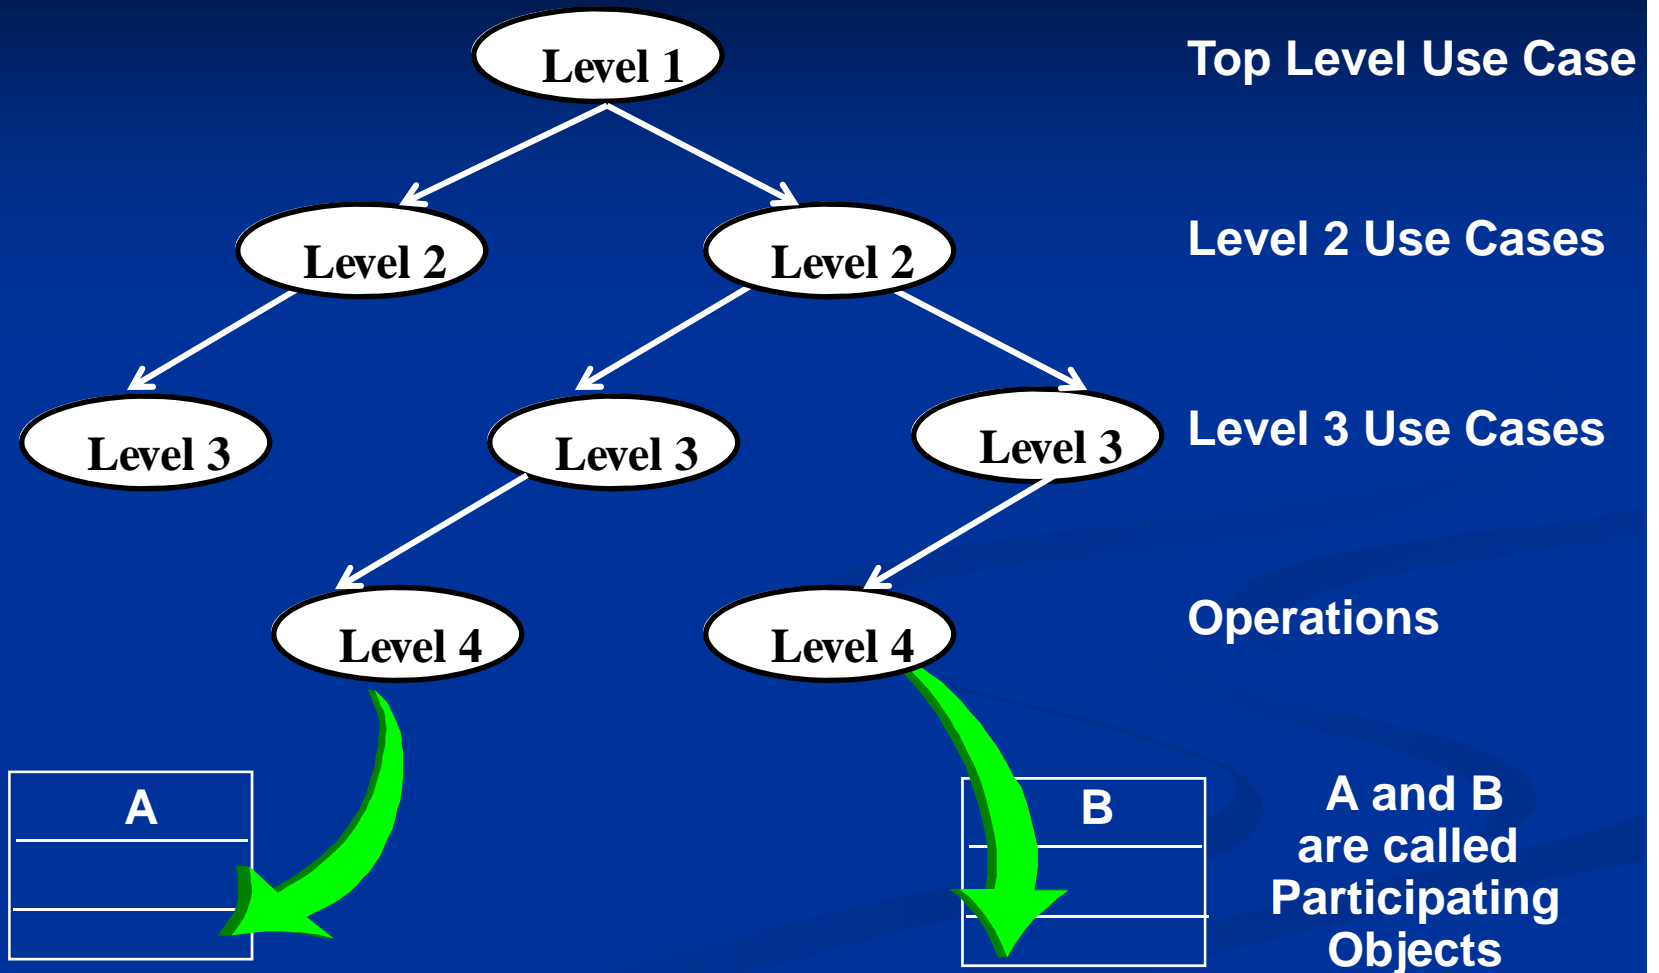 Level 1
Top Level Use Case
Level 2
Level 2
Level 2 Use Cases
Level 3
Level 3
Level 3
Level 3 Use Cases
Level 4
Level 4
Operations
A
B
A and B
are called
Participating
Objects